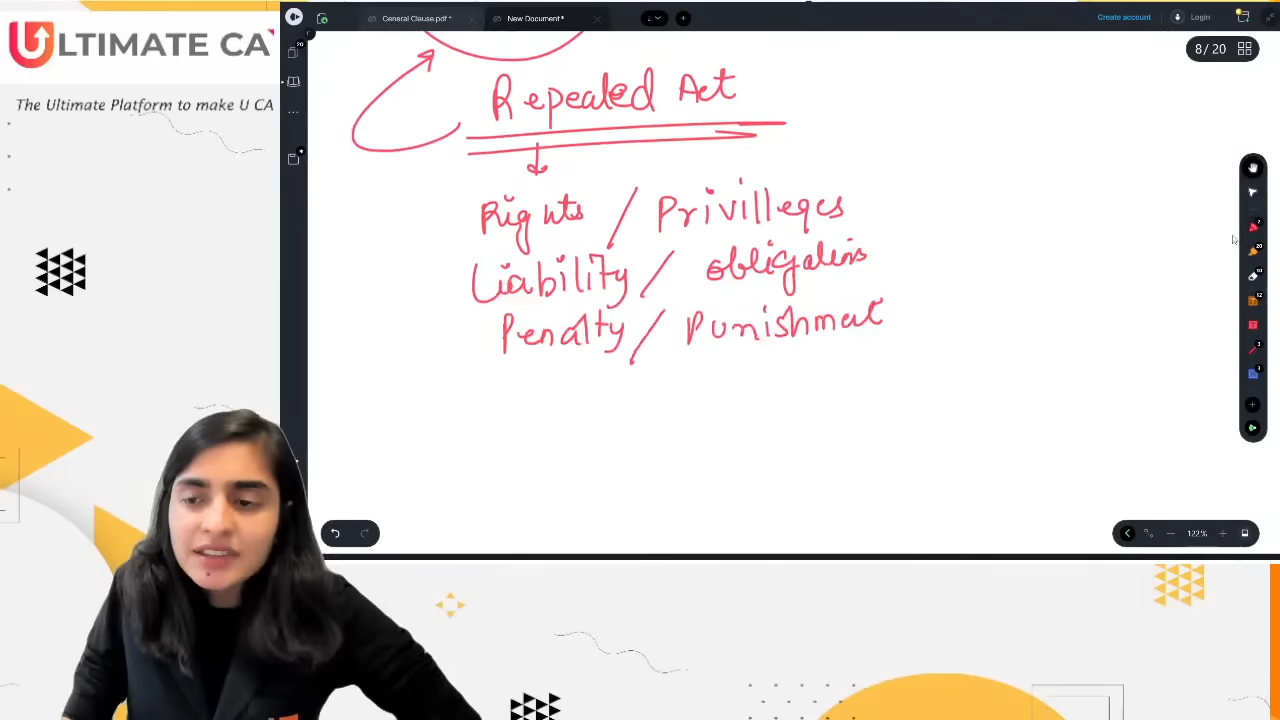 General Clause.pdf *
New Document*
Create account
Login
ULTIMATE CA
The Ultimate Platform to make U CA
8 / 20
Repealed Act
Rights / Privilleges
Liability / obligations
Penalty / Punishment
122%